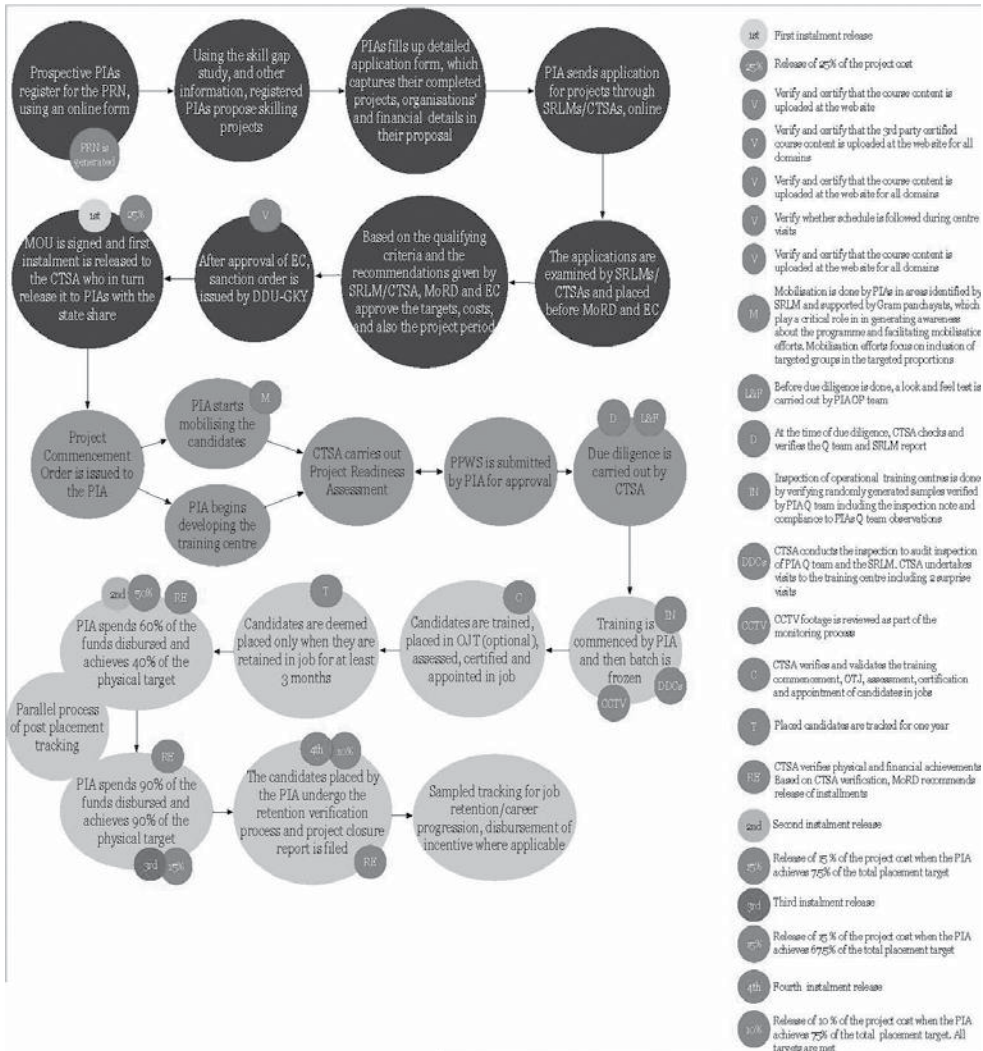 Prospective PIAs
register for the PRN,
using an online form
PRN is
generated
Using the skill gap
study, and other
information, registered
PIAs propose skilling
projects
PIAs fills up detailed
application form, which
captures their completed
projects, organisations'
and financial details in
their proposal
PIA sends application
for projects through
SRLMs/CTSAs, online
1st
25%
MOU is signed and first
instalment is released to
the CTSA who in turn
release it to PIAs with the
state share
V
After approval of EC,
sanction order is
issued by DDU-GKY
Based on the qualifying
criteria and the
recommendations given by
SRLM/CTSA, MoRD and EC
approve the targets, costs,
and also the project period
The applications are
examined by SRLMs/
CTSAs and placed
before MoRD and EC
Project
Commencement
Order is issued to
the PIA
M
PIA starts
mobilising the
candidates
PIA begins
developing the
training centre
CTSA carries out
Project Readiness
Assessment
PPWS is submitted
by PIA for approval
D
L&F
Due diligence is
carried out by
CTSA
2nd
50%
RE
PIA spends 60% of the
funds disbursed and
achieves 40% of the
physical target
T
Candidates are deemed
placed only when they are
retained in job for at least
3 months
C
Candidates are trained,
placed in OJT (optional),
assessed, certified and
appointed in job
IN
Training is
commenced by PIA
and then batch is
frozen
CCTV
DDCs
Parallel process
of post placement
tracking
RE
PIA spends 90% of the
funds disbursed and
achieves 90% of the
physical target
3rd
15%
4th
10%
The candidates placed by
the PIA undergo the
retention verification
process and project closure
report is filed
RE
Sampled tracking for job
retention/career
progression, disbursement of
incentive where applicable
1st
First instalment release
25%
Release of 25% of the project cost
V
Verify and certify that the course content is
uploaded at the web site
V
Verify and certify that the 3rd party certified
course content is uploaded at the web site for all
domains
V
Verify and certify that the course content is
uploaded at the web site for all domains
V
Verify whether schedule is followed during centre
visits
V
Verify and certify that the course content is
uploaded at the web site for all domains
M
Mobilisation is done by PIAs in areas identified by
SRLM and supported by Gram panchayats, which
play a critical role in in generating awareness
about the programme and facilitating mobilisation
efforts. Mobilisation efforts focus on inclusion of
targeted groups in the targeted proportions
L&F
Before due diligence is done, a look and feel test is
carried out by PIA OP team
D
At the time of due diligence, CTSA checks and
verifies the Q team and SRLM report
IN
Inspection of operational training centres is done
by verifying randomly generated samples verified
by PIA Q team including the inspection note and
compliance to PIAs Q team observations
DDCs
CTSA conducts the inspection to audit inspection
of PIA Q team and the SRLM. CTSA undertakes
visits to the training centre including 2 surprise
visits
CCTV
CCTV footage is reviewed as part of the
monitoring process
C
CTSA verifies and validates the training
commencement, OTJ, assessment, certification
and appointment of candidates in jobs
T
Placed candidates are tracked for one year
RE
CTSA verifies physical and financial achievements
Based on CTSA verification, MoRD recommends
release of installments
2nd
Second instalment release
15%
Release of 15 % of the project cost when the PIA
achieves 7.5% of the total placement target
3rd
Third instalment release
15%
Release of 15 % of the project cost when the PIA
achieves 67.5% of the total placement target
4th
Fourth instalment release
10%
Release of 10 % of the project cost when the PIA
achieves 75% of the total placement target. All
targets are met